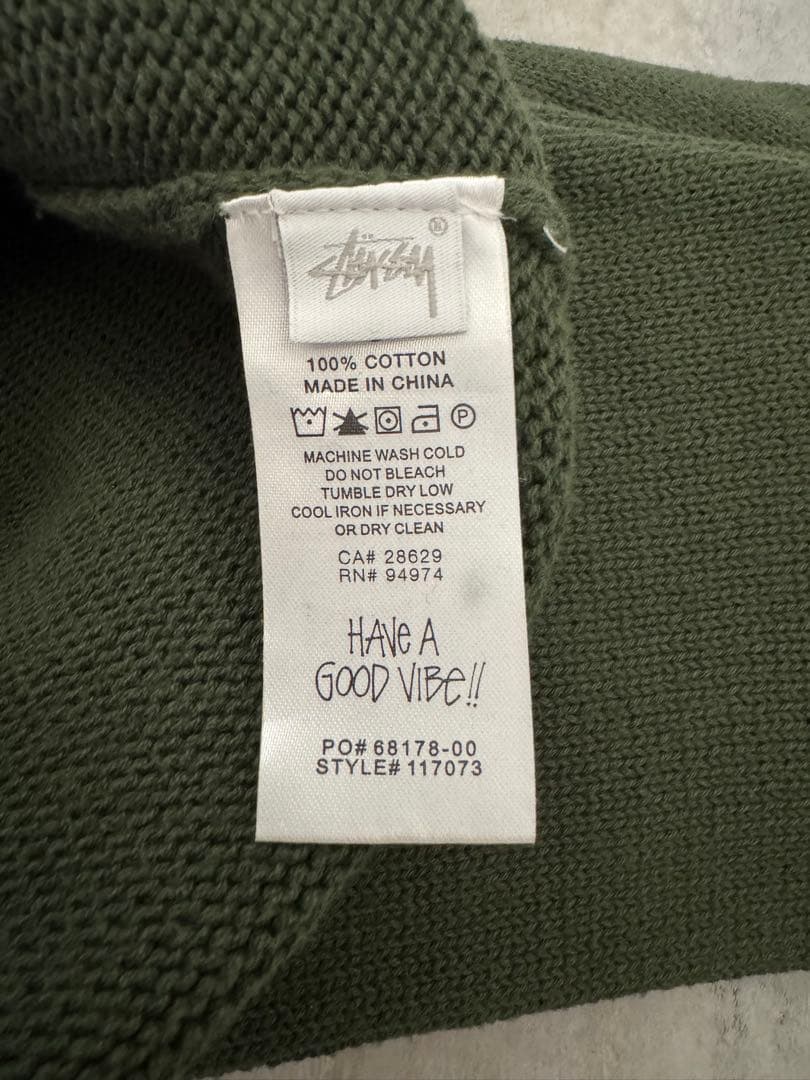 Stüssy®
100% COTTON
MADE IN CHINA
P
MACHINE WASH COLD
DO NOT BLEACH
TUMBLE DRY LOW
COOL IRON IF NECESSARY
OR DRY CLEAN
CA# 28629
RN# 94974
HAVE A
GOOD VIBE!!
PO# 68178-00
STYLE# 117073